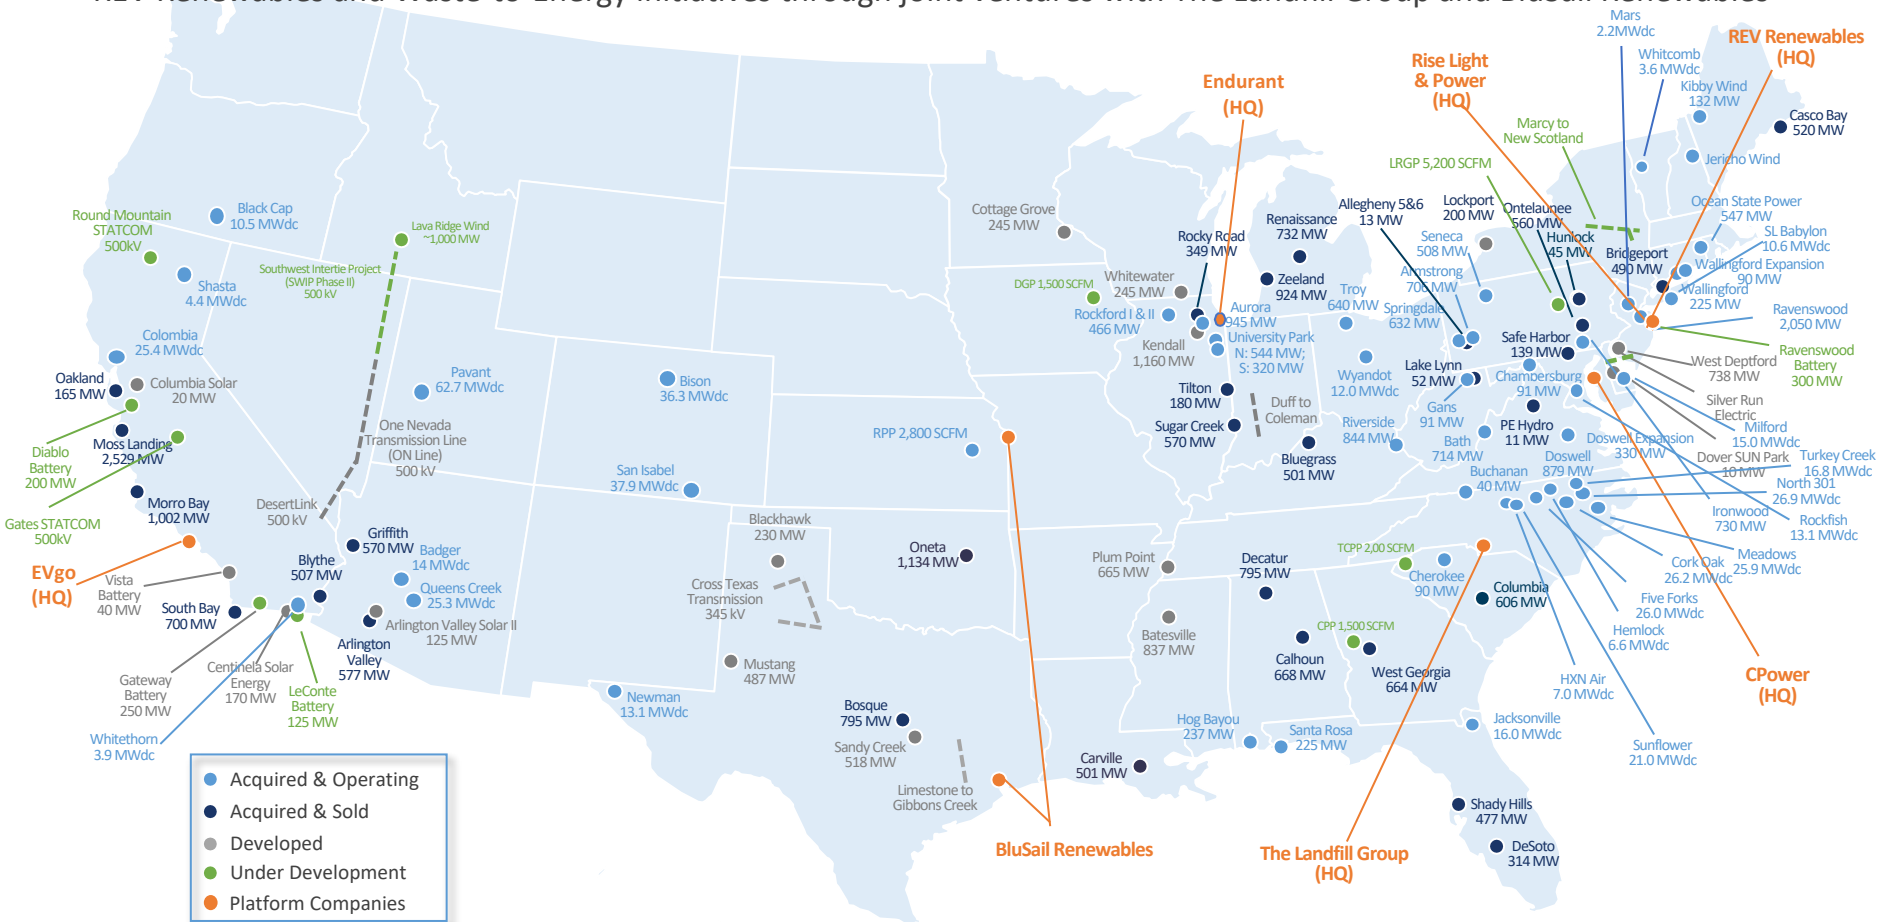 REV Renewables and Waste-to-Energy initiatives through joint ventures with The Landfill Group and BluSail Renewables
Mars
2.2MWdc
REV Renewables
(HQ)
Whitcomb
3.6 MWdc
Rise Light
& Power
(HQ)
Kibby Wind
132 MW
Endurant
(HQ)
Casco Bay
520 MW
Marcy to
New Scotland
LRGP 5,200 SCFM
Jericho Wind
Black Cap
10.5 MWdc
Round Mountain
STATCOM
500kV
Lava Ridge Wind
~1,000 MW
Cottage Grove
245 MW
Renaissance
732 MW
Allegheny 5&6
13 MW
Lockport
200 MW
Ontelaunee
560 MW
Ocean State Power
547 MW
Rocky Road
349 MW
Seneca
508 MW
Hunlock
45 MW
Bridgeport
490 MW
SL Babylon
10.6 MWdc
Southwest Intertie Project
(SWIP Phase II)
500 kV
Shasta
4.4 MWdc
Whitewater
245 MW
DGP 1,500 SCFM
Zeeland
924 MW
Troy
640 MW
Armstrong
706 MW
Wallingford Expansion
90 MW
Wallingford
225 MW
Rockford I & II
466 MW
Aurora
945 MW
Springdale
632 MW
Ravenswood
2,050 MW
Colombia
25.4 MWdc
Kendall
1,160 MW
University Park
N: 544 MW;
S: 320 MW
Safe Harbor
139 MW
Ravenswood
Battery
300 MW
West Deptford
738 MW
Oakland
165 MW
Columbia Solar
20 MW
Pavant
62.7 MWdc
Bison
36.3 MWdc
Tilton
180 MW
Wyandot
12.0 MWdc
Lake Lynn
52 MW
Chambersburg
91 MW
Silver Run
Electric
Duff to
Coleman
Gans
91 MW
Milford
15.0 MWdc
Moss Landing
2,529 MW
One Nevada
Transmission Line
(ON Line)
500 kV
RPP 2,800 SCFM
Sugar Creek
570 MW
Riverside
844 MW
Bath
714 MW
PE Hydro
11 MW
Doswell Expansion
330 MW
Diablo
Battery
200 MW
Bluegrass
501 MW
Doswell
879 MW
Dover SUN Park
10 MW
Turkey Creek
16.8 MWdc
San Isabel
37.9 MWdc
Buchanan
40 MW
North 301
26.9 MWdc
Morro Bay
1,002 MW
DesertLink
500 kV
Ironwood
730 MW
Rockfish
13.1 MWdc
Gates STATCOM
500kV
Griffith
570 MW
Blackhawk
230 MW
Oneta
1,134 MW
Badger
14 MWdc
Plum Point
665 MW
Decatur
795 MW
TCPP 2,00 SCFM
Meadows
25.9 MWdc
Cork Oak
26.2 MWdc
EVgo
(HQ)
Blythe
507 MW
Vista
Battery
40 MW
Queens Creek
25.3 MWdc
Cross Texas
Transmission
345 kV
Cherokee
90 MW
Columbia
606 MW
Five Forks
26.0 MWdc
South Bay
700 MW
Arlington Valley Solar II
125 MW
Batesville
837 MW
CPP 1,500 SCFM
Hemlock
6.6 MWdc
Arlington
Valley
577 MW
Calhoun
668 MW
West Georgia
664 MW
Centinela Solar
Energy
170 MW
Mustang
487 MW
HXN Air
7.0 MWdc
CPower
(HQ)
Gateway
Battery
250 MW
LeConte
Battery
125 MW
Newman
13.1 MWdc
Bosque
795 MW
Hog Bayou
237 MW
Santa Rosa
225 MW
Jacksonville
16.0 MWdc
Whitethorn
3.9 MWdc
Sandy Creek
518 MW
Sunflower
21.0 MWdc
Carville
501 MW
Limestone to
Gibbons Creek
Shady Hills
477 MW
BluSail Renewables
The Landfill Group
(HQ)
DeSoto
314 MW
Acquired & Operating
Acquired & Sold
Developed
Under Development
Platform Companies